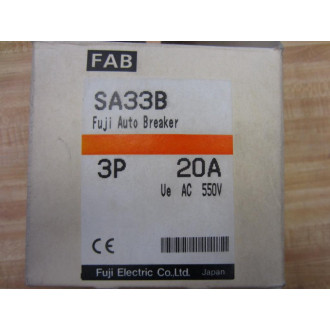 FAB
SA33B
Fuji Auto Breaker
3P 20A
Ue AC 550V
CE
Fuji Electric Co., Ltd. Japan